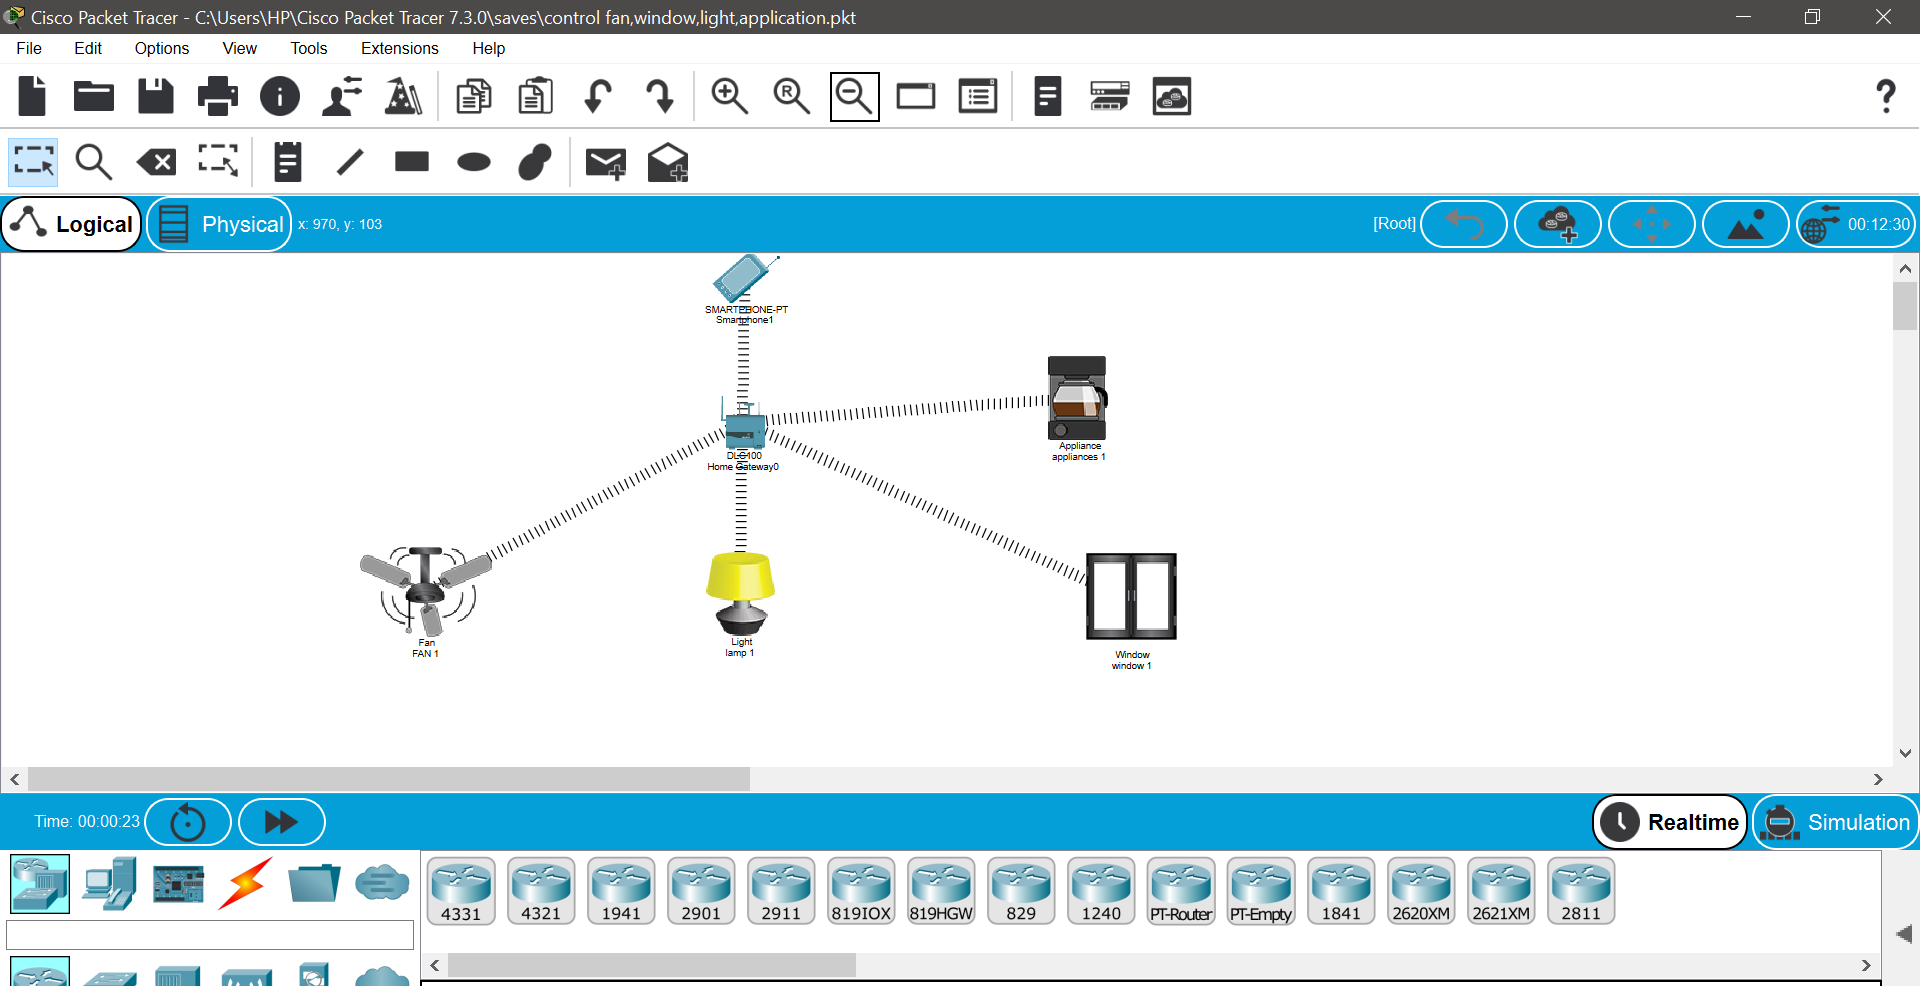 Cisco Packet Tracer - C:\Users\HP\Cisco Packet Tracer 7.3.0\saves\control fan,window,light,application.pkt
File Edit Options View Tools Extensions Help
Logical Physical x: 970, y: 103 [Root] 00:12:30
SMARTPHONE-PT
Smartphone1
Appliance
appliances 1
DLC100
Home Gateway0
Fan
FAN 1
Light
lamp 1
Window
window 1
Time: 00:00:23 Realtime Simulation
4331 4321 1941 2901 2911 819IOX 819HGW 829 1240 PT-Router PT-Empty 1841 2620XM 2621XM 2811